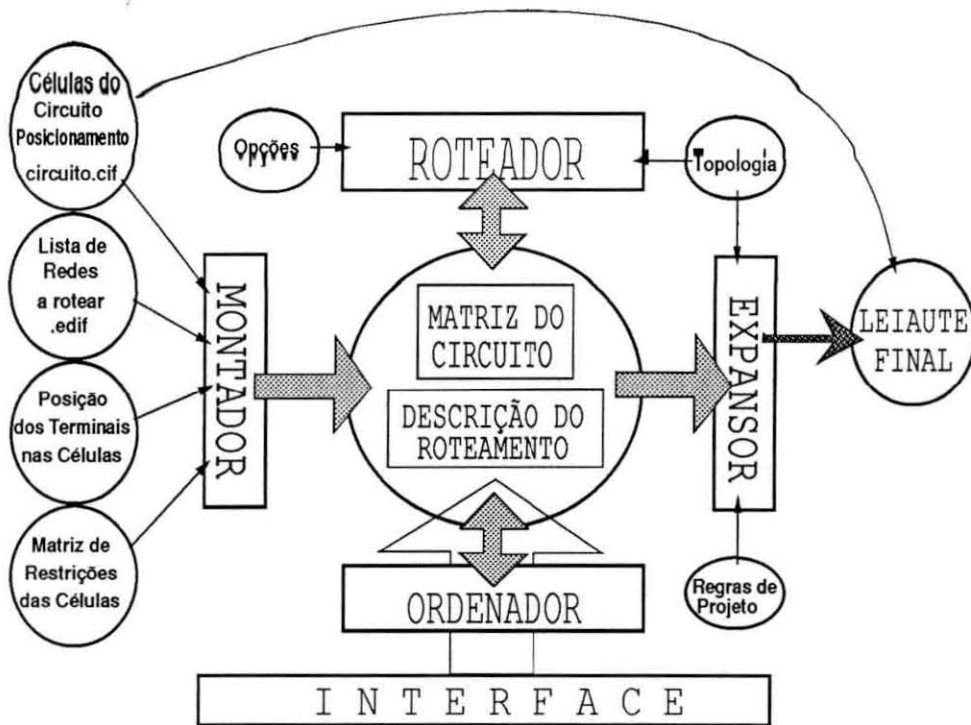 Células do
Circuito
Posicionamento
circuito.cif
Lista de
Redes
a rotear
.edif
Posição
dos Terminais
nas Células
Matriz de
Restrições
das Células
MONTADOR
Opções
ROTEADOR
Topologia
MATRIZ DO
CIRCUITO
DESCRIÇÃO DO
ROTEAMENTO
ORDENADOR
INTERFACE
EXPANSOR
Regras de
Projeto
LEIAUTE
FINAL